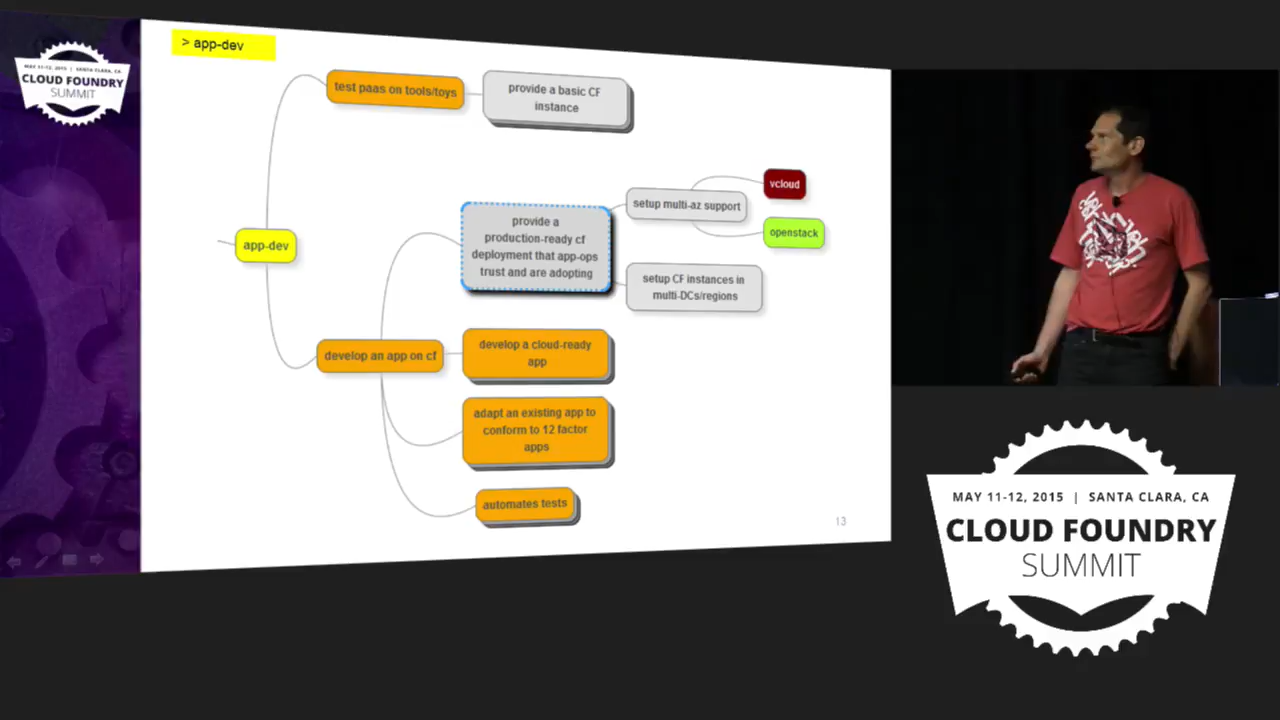 > app-dev
MAY 11-12, 2015 | SANTA CLARA, CA
CLOUD FOUNDRY
SUMMIT
test paas on tools/toys
provide a basic CF
instance
vcloud
setup multi-az support
openstack
provide a
production-ready cf
deployment that app-ops
trust and are adopting
app-dev
setup CF instances in
multi-DCs/regions
develop an app on cf
develop a cloud-ready
app
adapt an existing app to
conform to 12 factor
apps
automates tests
13
MAY 11-12, 2015 | SANTA CLARA, CA
CLOUD FOUNDRY
SUMMIT